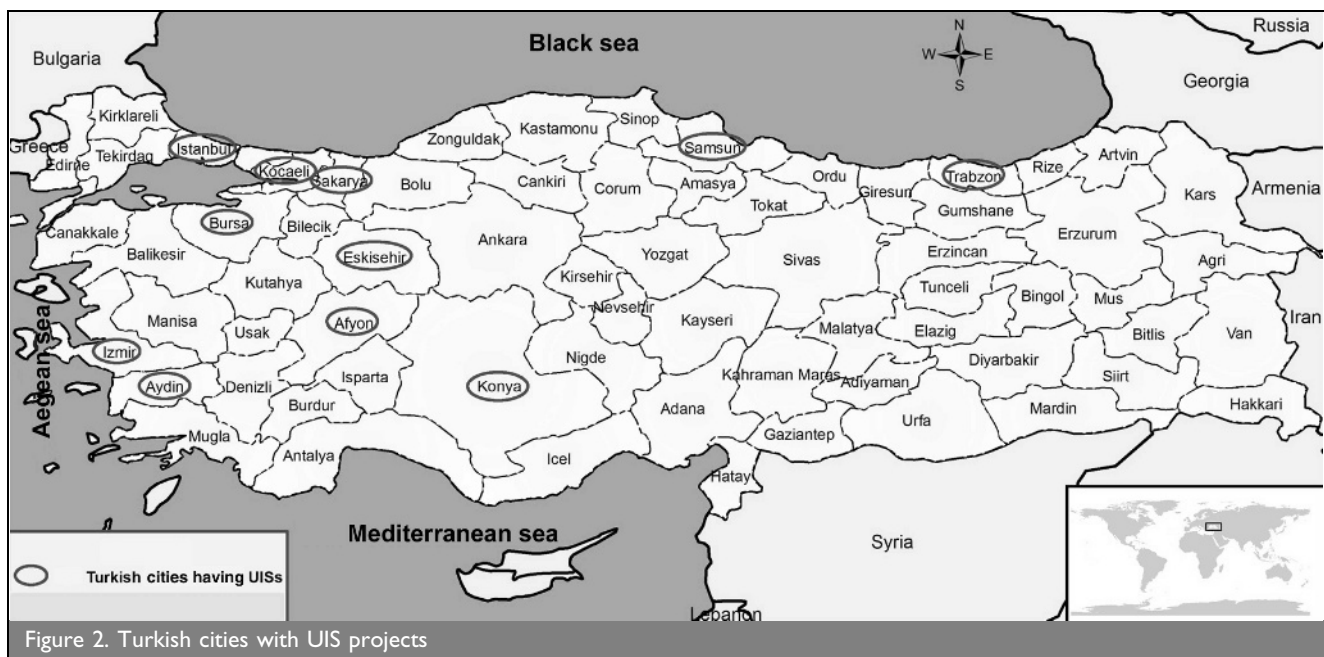 Black sea
N
W E
S
Russia
Bulgaria
Georgia
Kirklareli
Sinop
Kastamonu
Zonguldak
Greece
Edirne
Tekirdag
Istanbul
Samsun
Artvin
Kocaeli
Sakarya
Bolu
Cankiri
Corum
Amasya
Ordu
Giresun
Trabzon
Rize
Kars
Armenia
Tokat
Gumshane
Canakkale
Bursa
Bilecik
Ankara
Erzurum
Balikesir
Eskisehir
Yozgat
Sivas
Erzincan
Agri
Kutahya
Kirsehir
Tunceli
Bingol
Mus
Nevsehir
Aegean sea
Manisa
Usak
Afyon
Kayseri
Malatya
Elazig
Bitlis
Van
Iran
Izmir
Nigde
Diyarbakir
Aydin
Denizli
Isparta
Konya
Kahraman Maras
Adiyaman
Siirt
Burdur
Adana
Urfa
Mardin
Hakkari
Mugla
Gaziantep
Antalya
Icel
Hatay
Mediterranean sea
Syria
Turkish cities having UISs
Lebanon
Figure 2. Turkish cities with UIS projects